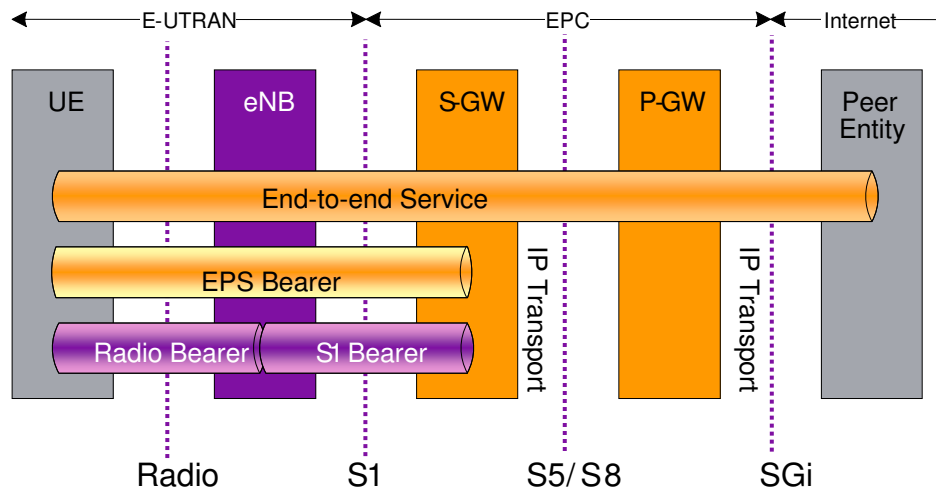 E-UTRAN
EPC
Internet
UE
eNB
S-GW
P-GW
Peer
Entity
End-to-end Service
EPS Bearer
IP Transport
IP Transport
Radio Bearer
S1 Bearer
Radio
S1
S5/S8
SGi